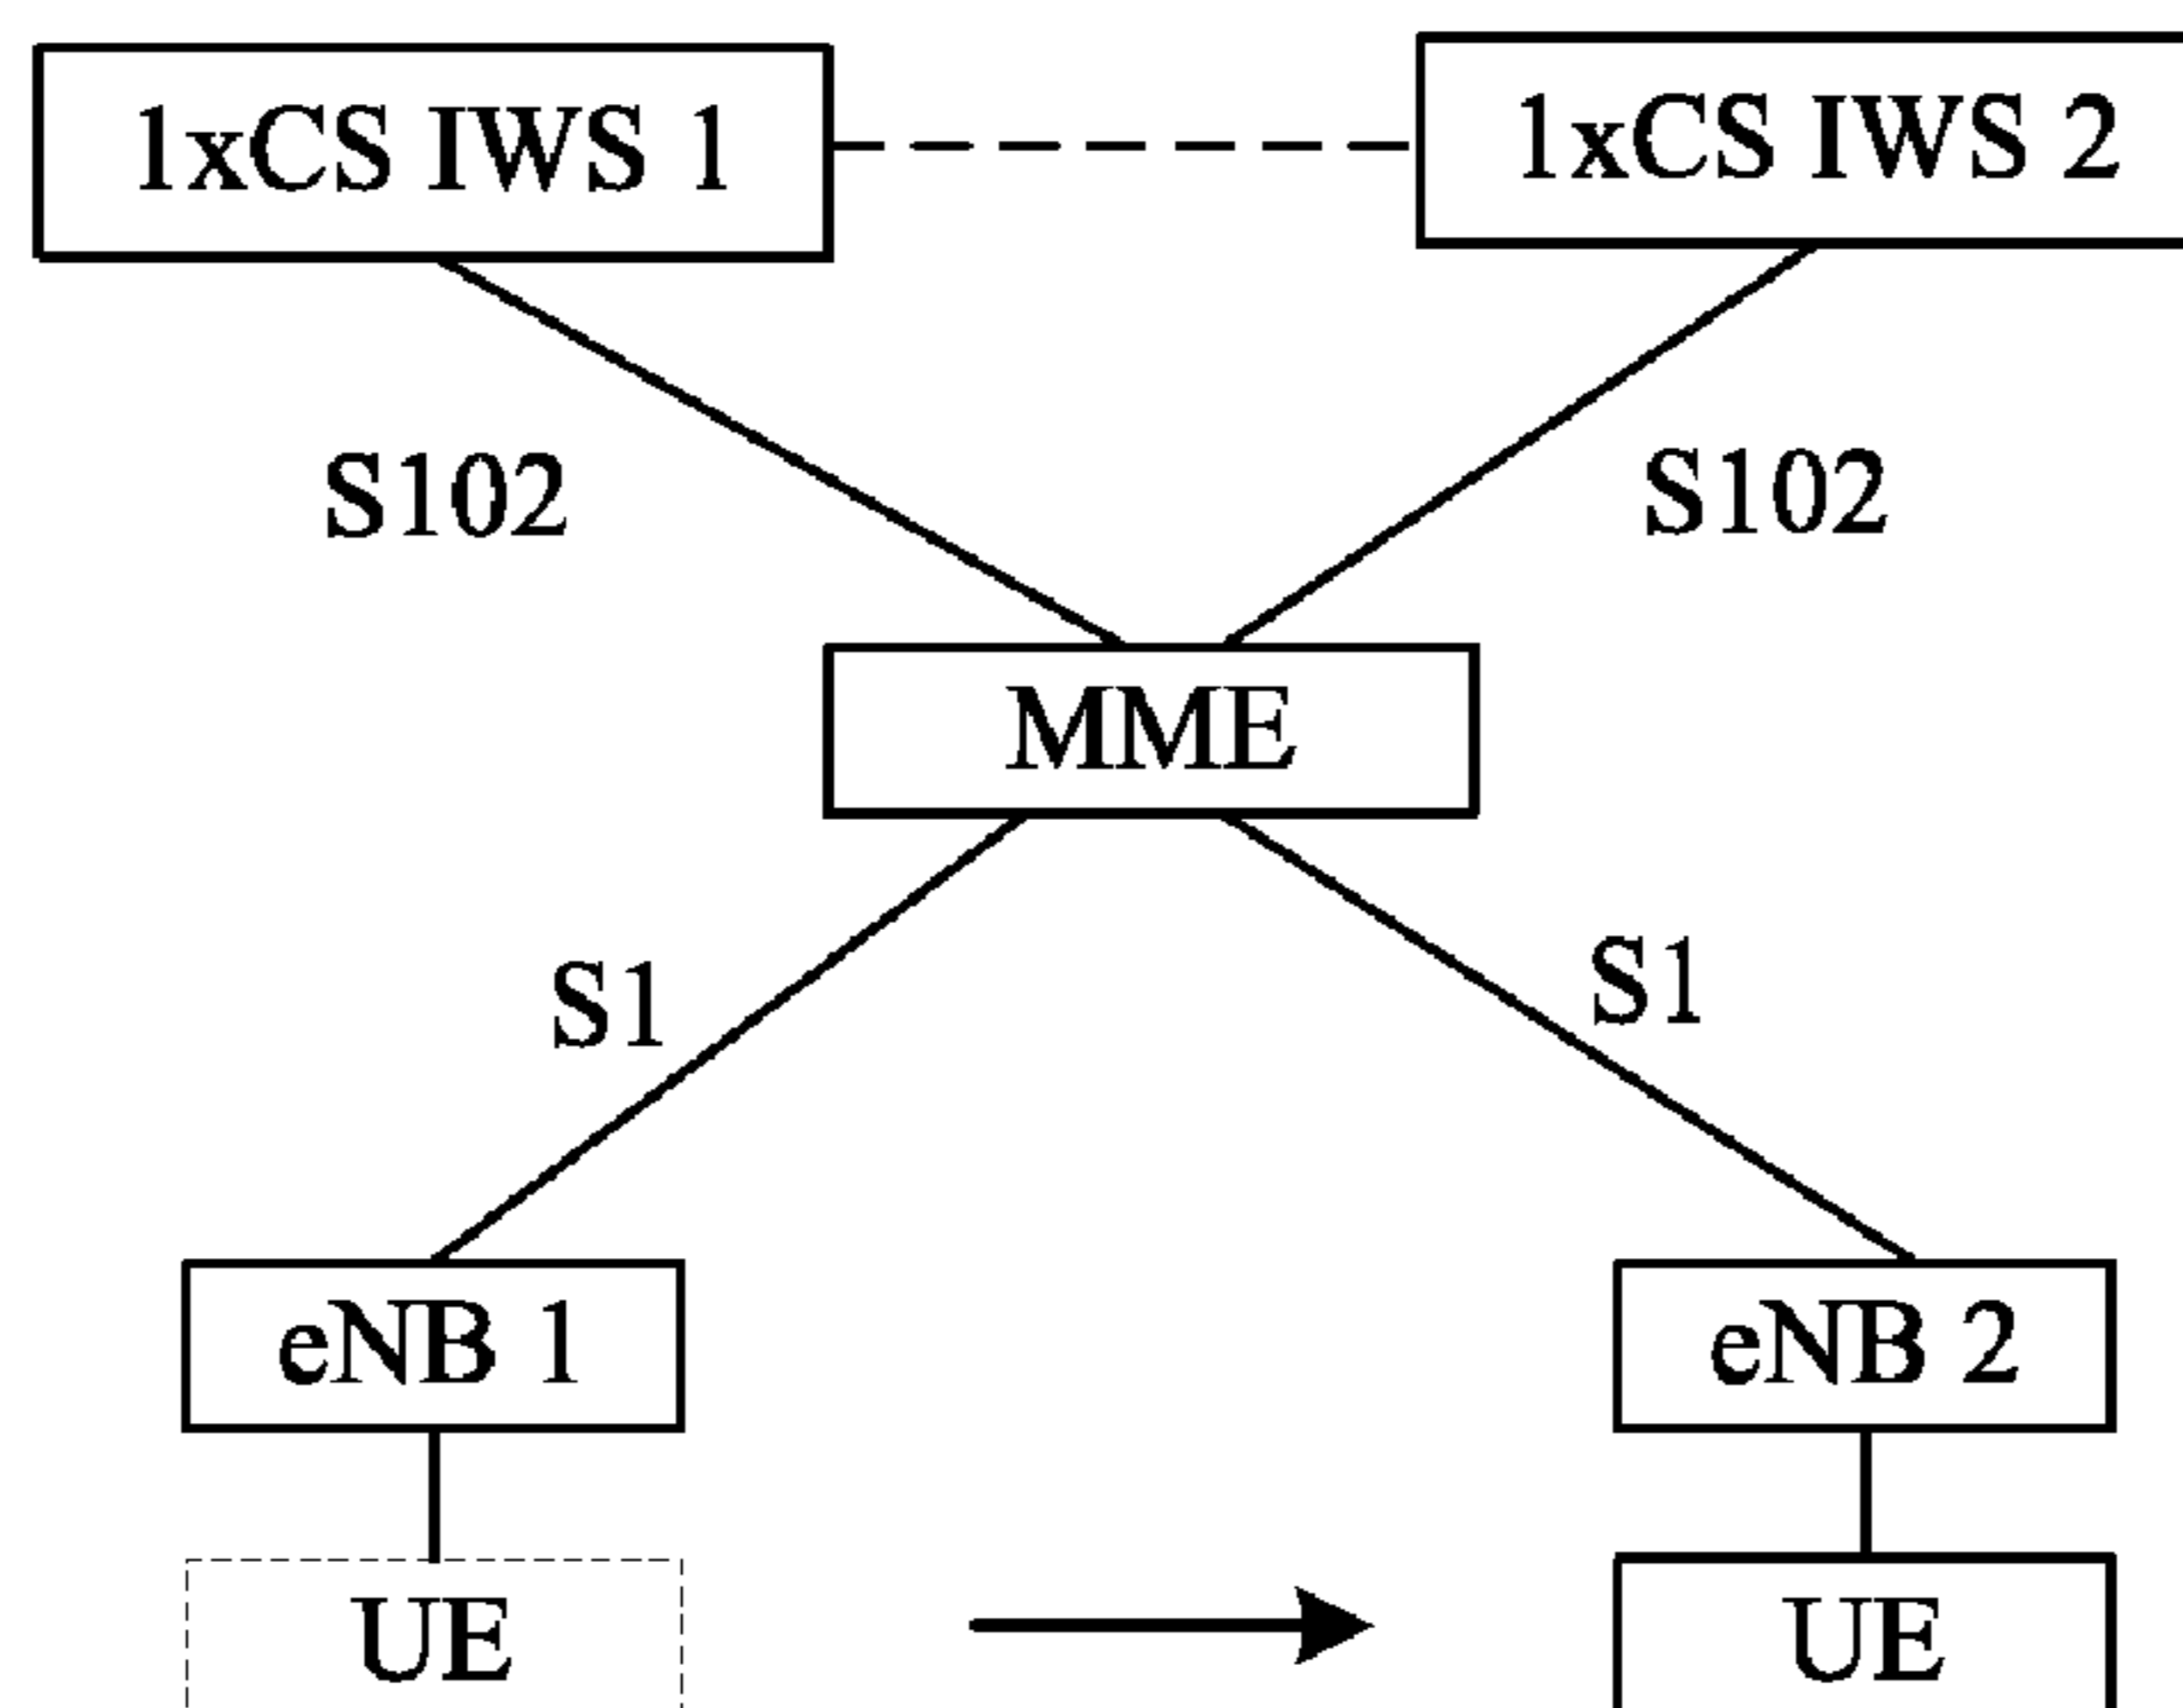 1xCS IWS 1
1xCS IWS 2
S102
S102
MME
S1
S1
eNB 1
eNB 2
UE
UE